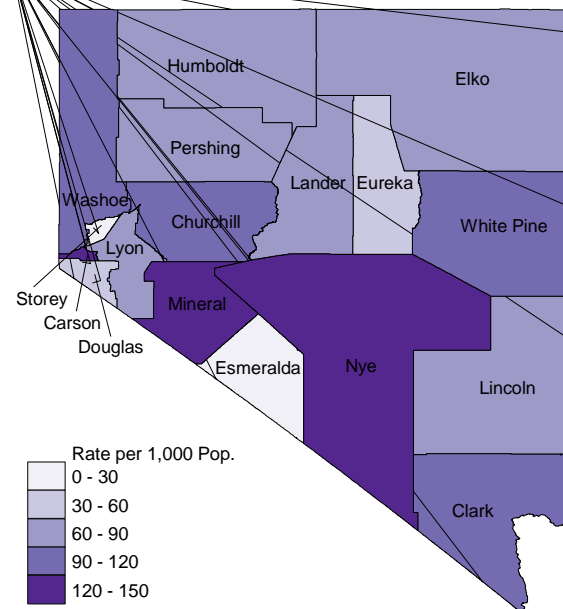 Humboldt
Elko
Pershing
Lander
Eureka
Washoe
Churchill
White Pine
Lyon
Storey
Mineral
Carson
Douglas
Esmeralda
Nye
Lincoln
Rate per 1,000 Pop.
0 - 30
30 - 60
60 - 90
90 - 120
120 - 150
Clark